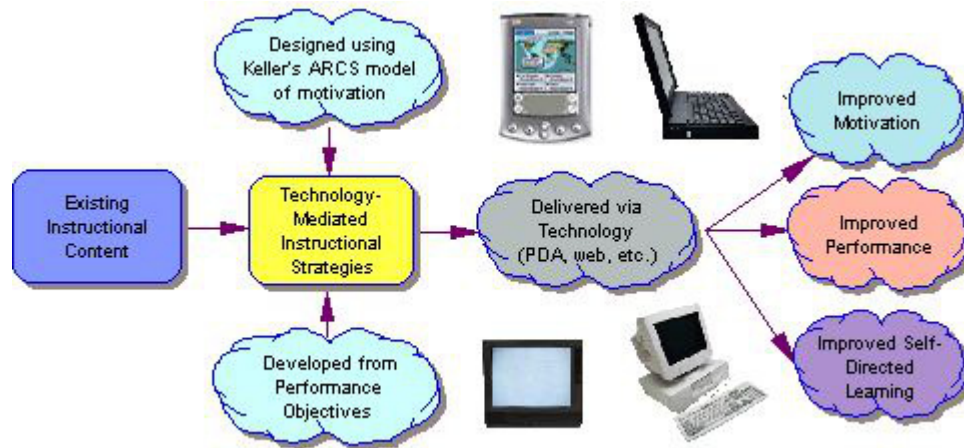 Designed using
Keller's ARCS model
of motivation
Existing
Instructional
Content
Technology-
Mediated
Instructional
Strategies
Developed from
Performance
Objectives
Delivered via
Technology
(PDA, web, etc.)
Improved
Motivation
Improved
Performance
Improved Self-
Directed
Learning